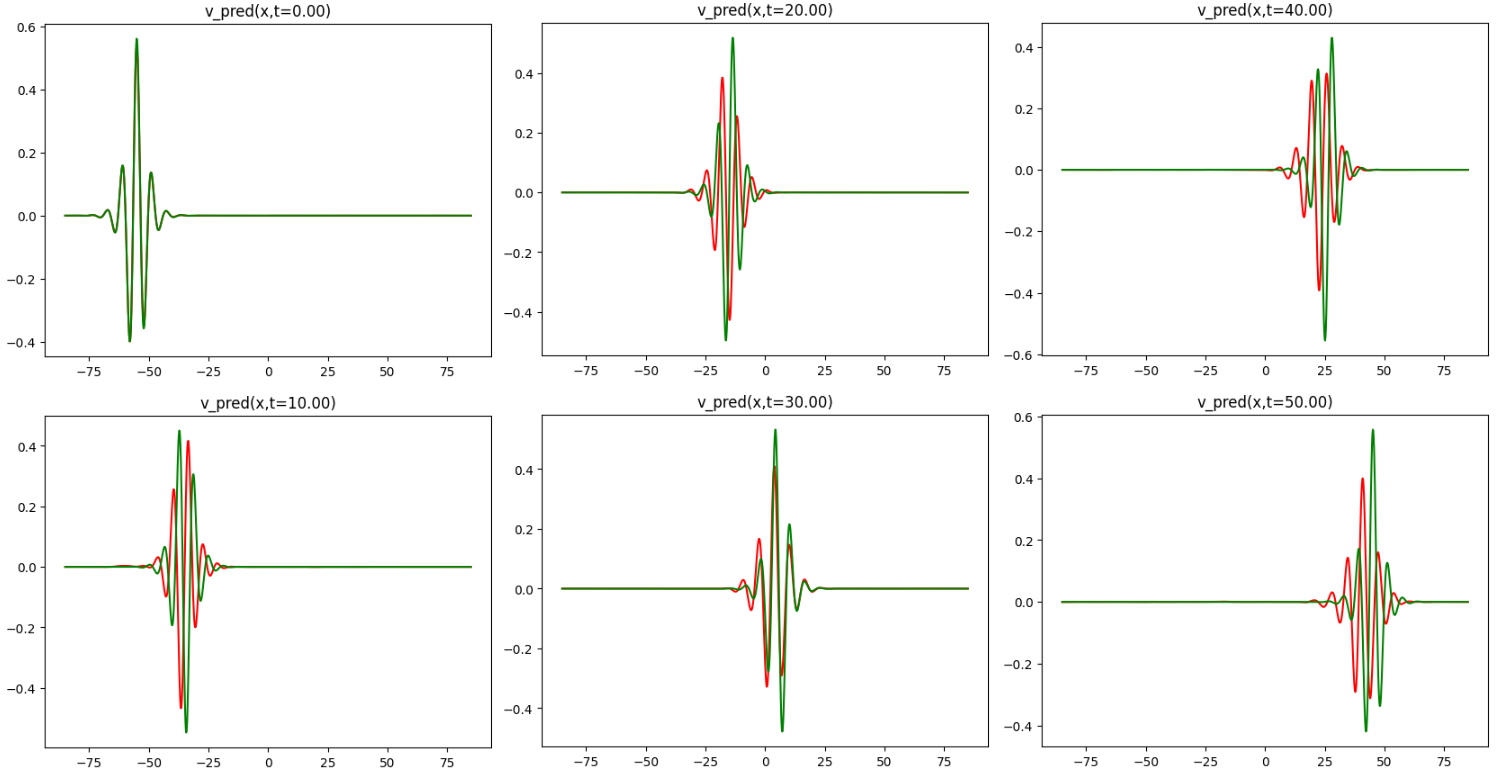 v_pred(x,t=0.00)
0.6
0.4
0.2
0.0
−0.2
−0.4
−75 −50 −25 0 25 50 75
v_pred(x,t=20.00)
0.4
0.2
0.0
−0.2
−0.4
−75 −50 −25 0 25 50 75
v_pred(x,t=40.00)
0.4
0.2
0.0
−0.2
−0.4
−0.6
−75 −50 −25 0 25 50 75
v_pred(x,t=10.00)
0.4
0.2
0.0
−0.2
−0.4
−75 −50 −25 0 25 50 75
v_pred(x,t=30.00)
0.4
0.2
0.0
−0.2
−0.4
−75 −50 −25 0 25 50 75
v_pred(x,t=50.00)
0.6
0.4
0.2
0.0
−0.2
−0.4
−75 −50 −25 0 25 50 75